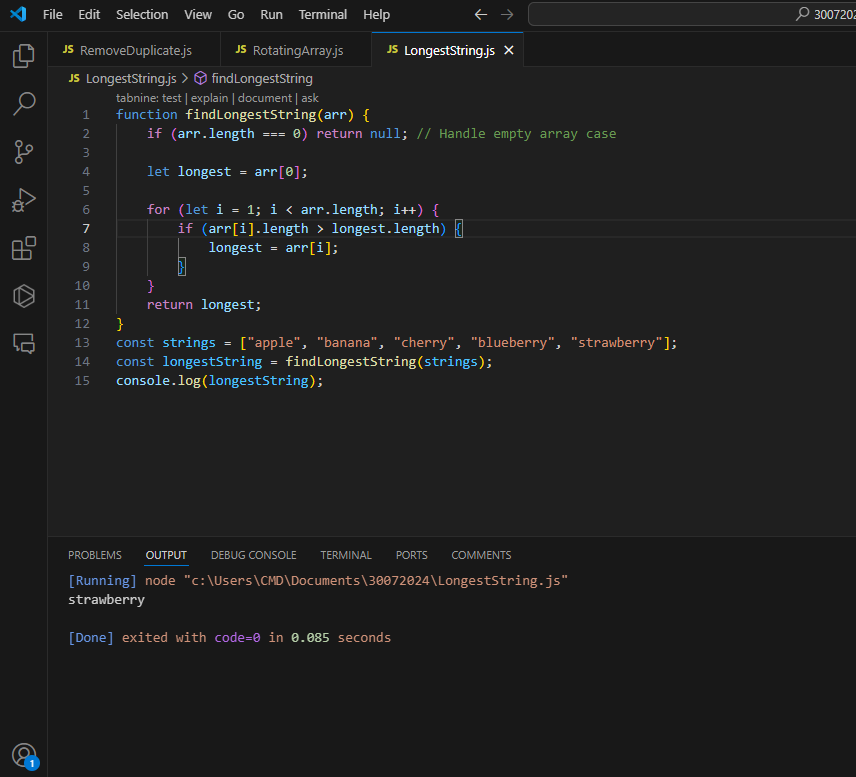 File Edit Selection View Go Run Terminal Help 3007202
JS RemoveDuplicate.js JS RotatingArray.js JS LongestString.js
JS LongestString.js > findLongestString
tabnine: test | explain | document | ask
1 function findLongestString(arr) {
2 if (arr.length === 0) return null; // Handle empty array case
3
4 let longest = arr[0];
5
6 for (let i = 1; i < arr.length; i++) {
7 if (arr[i].length > longest.length) {
8 longest = arr[i];
9 }
10 }
11 return longest;
12 }
13 const strings = ["apple", "banana", "cherry", "blueberry", "strawberry"];
14 const longestString = findLongestString(strings);
15 console.log(longestString);
PROBLEMS OUTPUT DEBUG CONSOLE TERMINAL PORTS COMMENTS
[Running] node "c:\Users\CMD\Documents\30072024\LongestString.js"
strawberry
[Done] exited with code=0 in 0.085 seconds
1